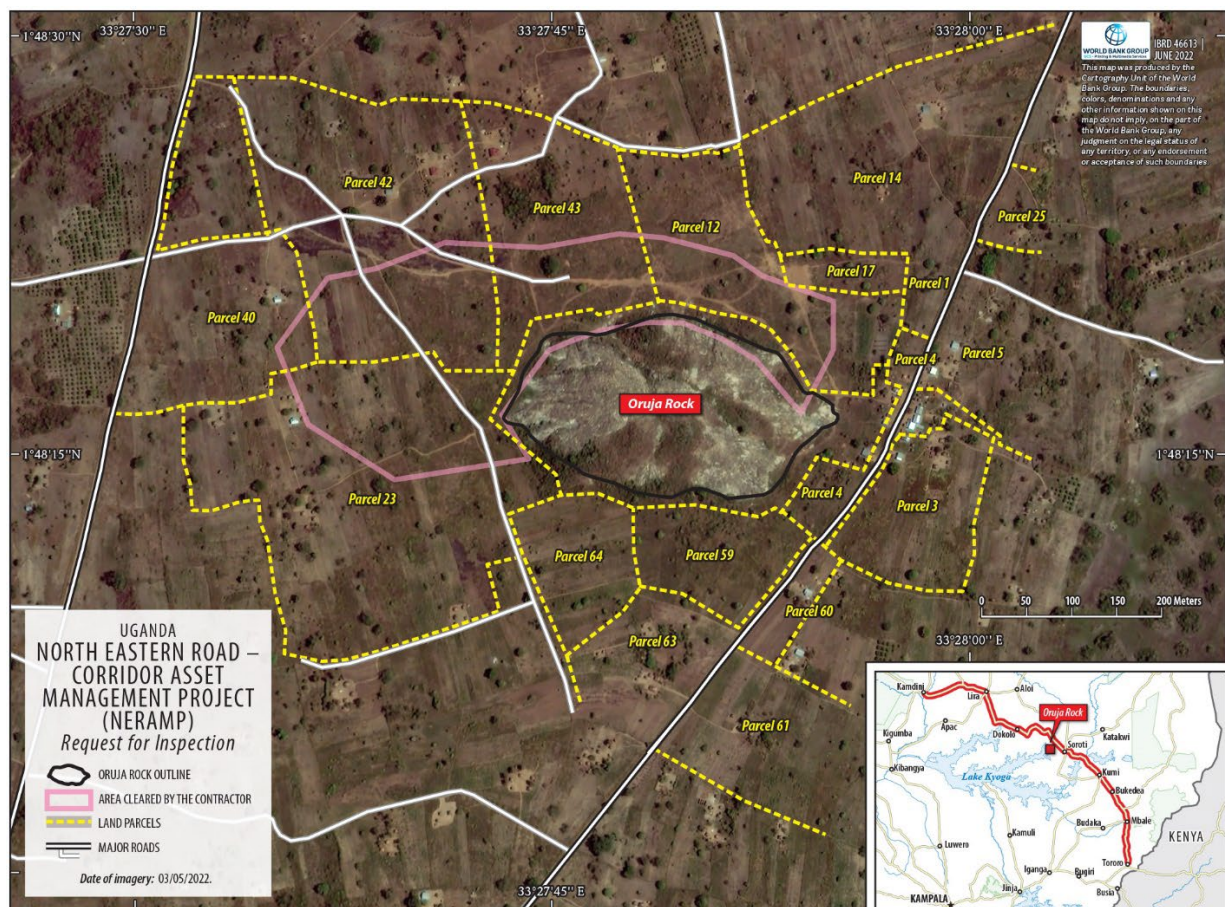 33°27'30" E
33°27'45" E
33°28'00" E
1°48'30" N
WORLD BANK GROUP
IBRD 46613 |
JUNE 2022
This map was produced by the
Cartography Unit of the World
Bank Group. The boundaries,
colors, denominations and any
other information shown on this
map do not imply, on the part of
the World Bank Group, any
judgment on the legal status of
any territory, or any endorsement
or acceptance of such boundaries
Parcel 42
Parcel 14
Parcel 43
Parcel 12
Parcel 25
Parcel 17
Parcel 1
Parcel 40
Parcel 4
Parcel 5
Oruja Rock
1°48'15"N
1°48'15"N
Parcel 23
Parcel 4
Parcel 3
Parcel 64
Parcel 59
Parcel 60
Parcel 63
Parcel 61
0 50 100 150 200 Meters
33°28'00" E
33°27'45" E
UGANDA
NORTH EASTERN ROAD –
CORRIDOR ASSET
MANAGEMENT PROJECT
(NERAMP)
Request for Inspection
ORUJA ROCK OUTLINE
AREA CLEARED BY THE CONTRACTOR
LAND PARCELS
MAJOR ROADS
Date of imagery: 03/05/2022.
Kamdini
Lira
Aloi
Oruja Rock
Apac
Dokolo
Katakwi
Kigumba
Soroti
Kibangya
Lake Kyoga
Kumi
Bukedea
Budaka
Mbale
Kamuli
KENYA
Luwero
Iganga
Bugiri
Tororo
Jinja
Busia
KAMPALA